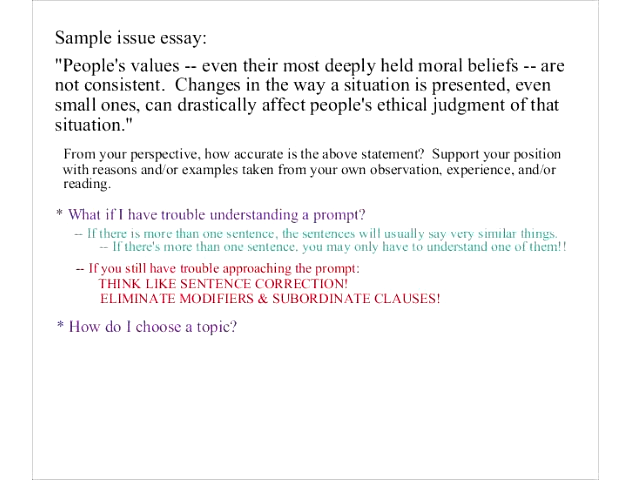 Sample issue essay:
"People's values -- even their most deeply held moral beliefs -- are
not consistent. Changes in the way a situation is presented, even
small ones, can drastically affect people's ethical judgment of that
situation."
From your perspective, how accurate is the above statement? Support your position
with reasons and/or examples taken from your own observation, experience, and/or
reading.
* What if I have trouble understanding a prompt?
-- If there is more than one sentence, the sentences will usually say very similar things.
-- If there's more than one sentence, you may only have to understand one of them!!
-- If you still have trouble approaching the prompt:
THINK LIKE SENTENCE CORRECTION!
ELIMINATE MODIFIERS & SUBORDINATE CLAUSES!
* How do I choose a topic?